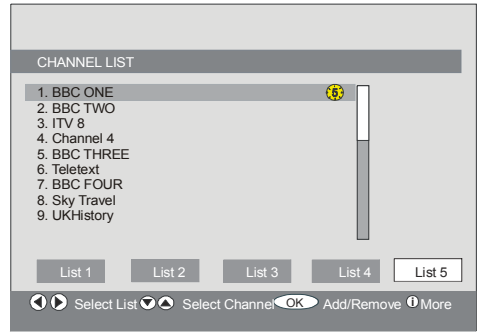 CHANNEL LIST
1. BBC ONE 5
2. BBC TWO
3. ITV 8
4. Channel 4
5. BBC THREE
6. Teletext
7. BBC FOUR
8. Sky Travel
9. UKHistory
List 1 List 2 List 3 List 4 List 5
Select List Select Channel OK Add/Remove i More